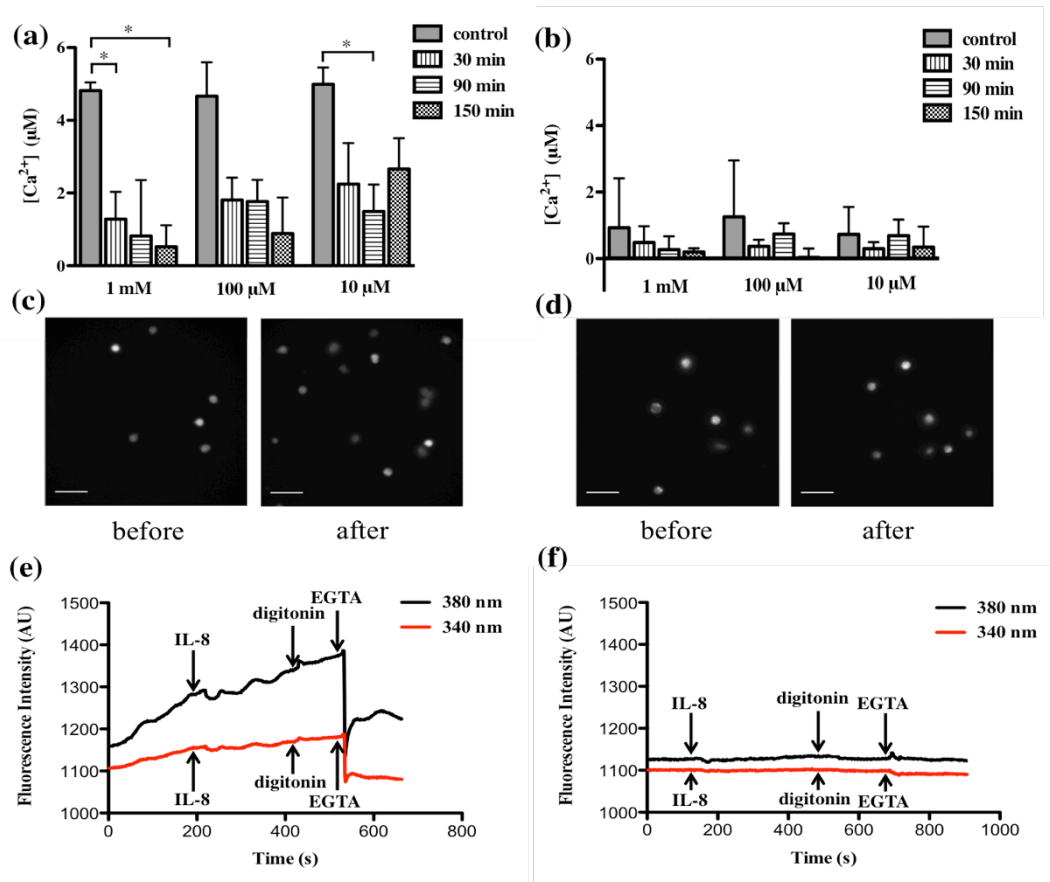 (a)
[Ca²⁺] (µM)
6
4
2
0
*
*
*
control
30 min
90 min
150 min
1 mM
100 µM
10 µM
(b)
[Ca²⁺] (µM)
6
4
2
0
control
30 min
90 min
150 min
1 mM
100 µM
10 µM
(c)
before
after
(d)
before
after
(e)
Fluorescence Intensity (AU)
1500
1400
1300
1200
1100
1000
IL-8
digitonin
EGTA
380 nm
340 nm
IL-8
digitonin
EGTA
0
200
400
600
800
Time (s)
(f)
Fluorescence Intensity (AU)
1500
1400
1300
1200
1100
1000
380 nm
340 nm
IL-8
digitonin
EGTA
IL-8
digitonin
EGTA
0
200
400
600
800
1000
Time (s)